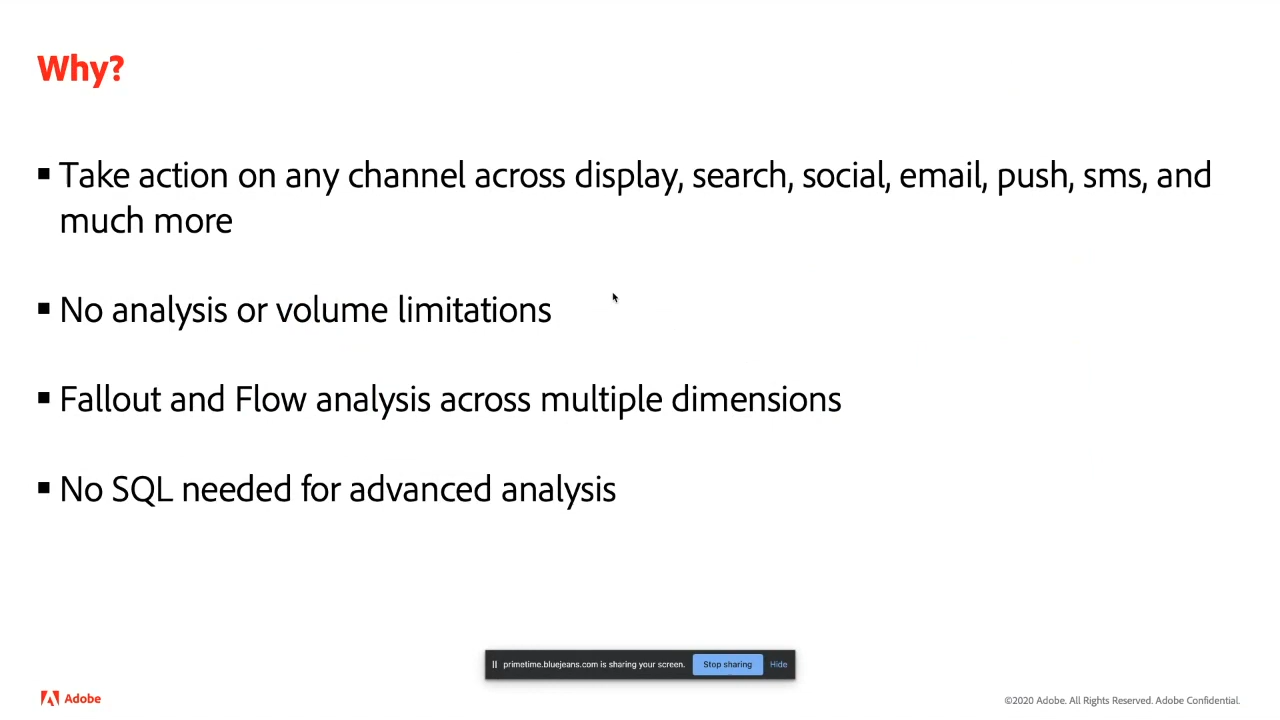 Why?
▪ Take action on any channel across display, search, social, email, push, sms, and
much more
▪ No analysis or volume limitations
▪ Fallout and Flow analysis across multiple dimensions
▪ No SQL needed for advanced analysis
primetime.bluejeans.com is sharing your screen. Stop sharing Hide
Adobe
©2020 Adobe. All Rights Reserved. Adobe Confidential.